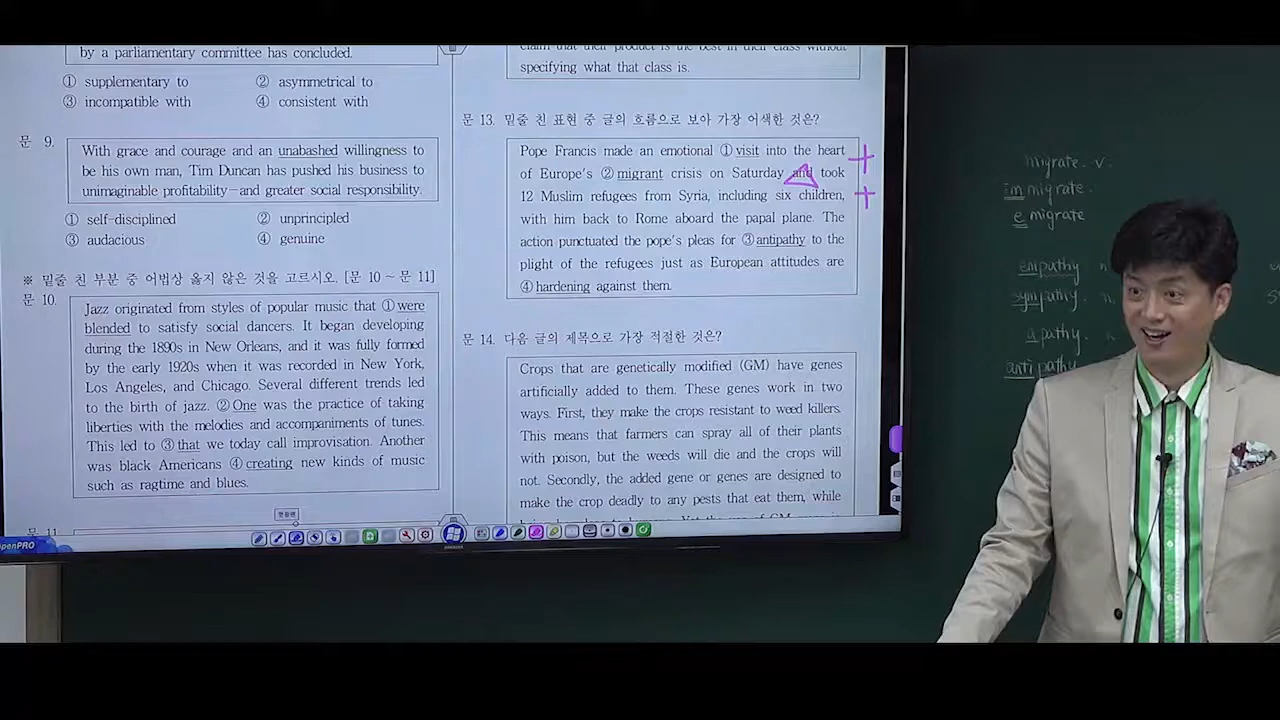 by a parliamentary committee has concluded.
① supplementary to ② asymmetrical to
③ incompatible with ④ consistent with
문 9.
With grace and courage and an unabashed willingness to
be his own man, Tim Duncan has pushed his business to
unimaginable profitability－and greater social responsibility.
① self-disciplined ② unprincipled
③ audacious ④ genuine
※ 밑줄 친 부분 중 어법상 옳지 않은 것을 고르시오. [문 10 ~ 문 11]
문 10.
Jazz originated from styles of popular music that ① were
blended to satisfy social dancers. It began developing
during the 1890s in New Orleans, and it was fully formed
by the early 1920s when it was recorded in New York,
Los Angeles, and Chicago. Several different trends led
to the birth of jazz. ② One was the practice of taking
liberties with the melodies and accompaniments of tunes.
This led to ③ that we today call improvisation. Another
was black Americans ④ creating new kinds of music
such as ragtime and blues.
문 11
claim that their product is the best in their class without
specifying what that class is.
문 13. 밑줄 친 표현 중 글의 흐름으로 보아 가장 어색한 것은?
Pope Francis made an emotional ① visit into the heart
of Europe's ② migrant crisis on Saturday and took
12 Muslim refugees from Syria, including six children,
with him back to Rome aboard the papal plane. The
action punctuated the pope's pleas for ③ antipathy to the
plight of the refugees just as European attitudes are
④ hardening against them.
문 14. 다음 글의 제목으로 가장 적절한 것은?
Crops that are genetically modified (GM) have genes
artificially added to them. These genes work in two
ways. First, they make the crops resistant to weed killers.
This means that farmers can spray all of their plants
with poison, but the weeds will die and the crops will
not. Secondly, the added gene or genes are designed to
make the crop deadly to any pests that eat them, while
OpenPRO
migrate. v.
immigrate.
emigrate
empathy n
sympathy. n.
apathy. n.
antipathy